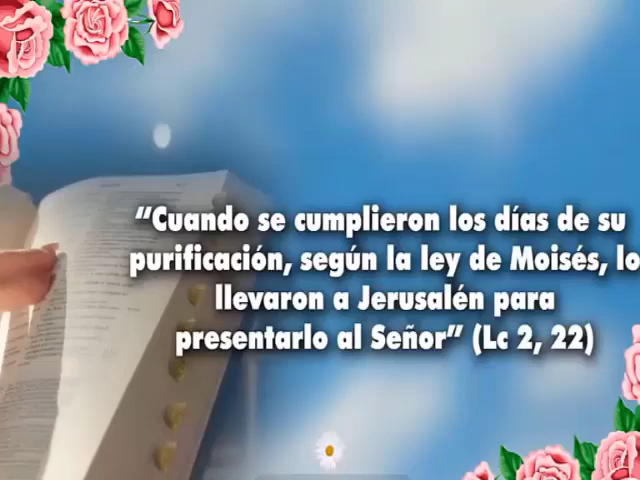 “Cuando se cumplieron los días de su
purificación, según la ley de Moisés, lo
llevaron a Jerusalén para
presentarlo al Señor” (Lc 2, 22)